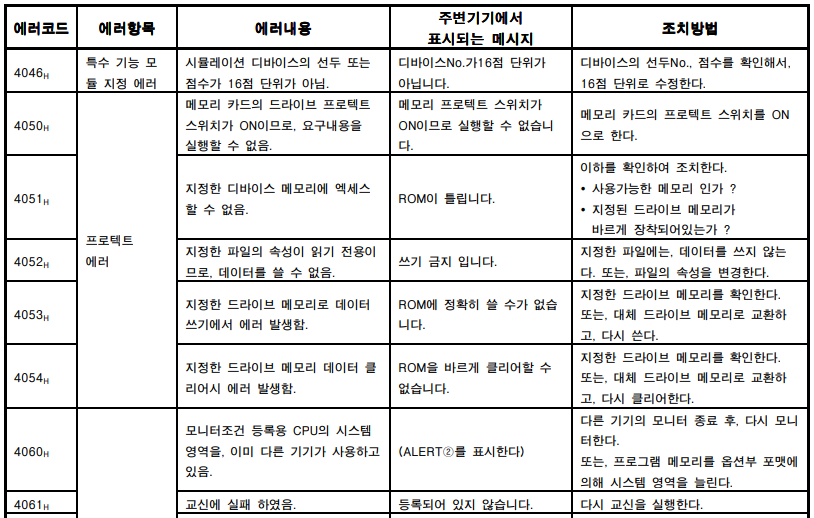 에러코드
에러항목
에러내용
주변기기에서
표시되는 메시지
조치방법
4046H
특수 기능 모
듈 지정 에러
시뮬레이션 디바이스의 선두 또는
점수가 16점 단위가 아님.
디바이스No.가16점 단위가
아닙니다.
디바이스의 선두No., 점수를 확인해서,
16점 단위로 수정한다.
4050H
프로텍트
에러
메모리 카드의 드라이브 프로텍트
스위치가 ON이므로, 요구내용을
실행할 수 없음.
메모리 프로텍트 스위치가
ON이므로 실행할 수 없습니
다.
메모리 카드의 프로텍트 스위치를 ON
으로 한다.
4051H
지정한 디바이스 메모리에 엑세스
할 수 없음.
ROM이 틀립니다.
이하를 확인하여 조치한다.
• 사용가능한 메모리 인가 ?
• 지정된 드라이브 메모리가
바르게 장착되어있는가 ?
4052H
지정한 파일의 속성이 읽기 전용이
므로, 데이터를 쓸 수 없음.
쓰기 금지 입니다.
지정한 파일에는, 데이터를 쓰지 않는
다. 또는, 파일의 속성을 변경한다.
4053H
지정한 드라이브 메모리로 데이터
쓰기에서 에러 발생함.
ROM에 정확히 쓸 수가 없습
니다.
지정한 드라이브 메모리를 확인한다.
또는, 대체 드라이브 메모리로 교환하
고, 다시 쓴다.
4054H
지정한 드라이브 메모리 데이터 클
리어시 에러 발생함.
ROM을 바르게 클리어할 수
없습니다.
지정한 드라이브 메모리를 확인한다.
또는, 대체 드라이브 메모리로 교환하
고, 다시 클리어한다.
4060H
모니터조건 등록용 CPU의 시스템
영역을, 이미 다른 기기가 사용하고
있음.
(ALERT②를 표시한다)
다른 기기의 모니터 종료 후, 다시 모니
터한다.
또는, 프로그램 메모리를 옵션부 포맷에
의해 시스템 영역을 늘린다.
4061H
교신에 실패 하였음.
등록되어 있지 않습니다.
다시 교신을 실행한다.